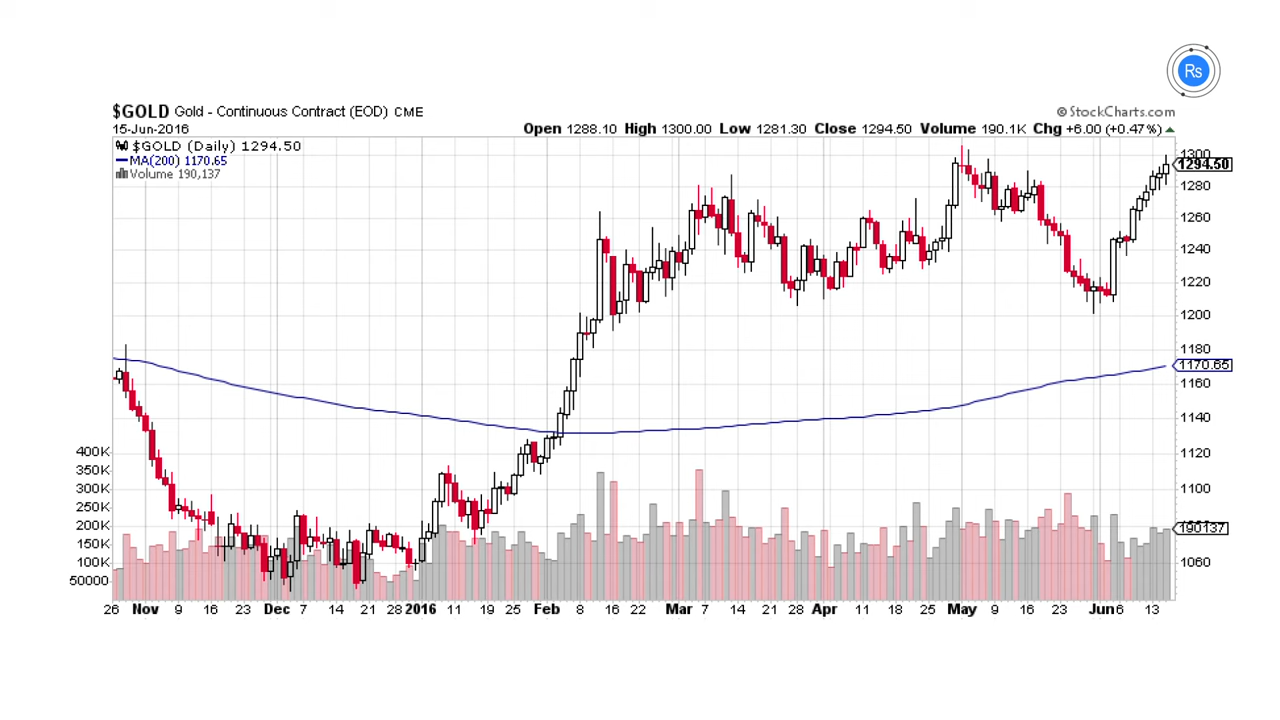 Rs
$GOLD Gold - Continuous Contract (EOD) CME
© StockCharts.com
15-Jun-2016
Open 1288.10 High 1300.00 Low 1281.30 Close 1294.50 Volume 190.1K Chg +6.00 (+0.47%)
$GOLD (Daily) 1294.50
MA(200) 1170.65
Volume 190,137
1300
1294.50
1280
1260
1240
1220
1200
1180
1170.65
1160
1140
1120
1100
190137
1060
400K
350K
300K
250K
200K
150K
100K
50000
26 Nov 9 16 23 Dec 7 14 21 28 2016 11 19 25 Feb 8 16 22 Mar 7 14 21 28 Apr 11 18 25 May 9 16 23 Jun 6 13